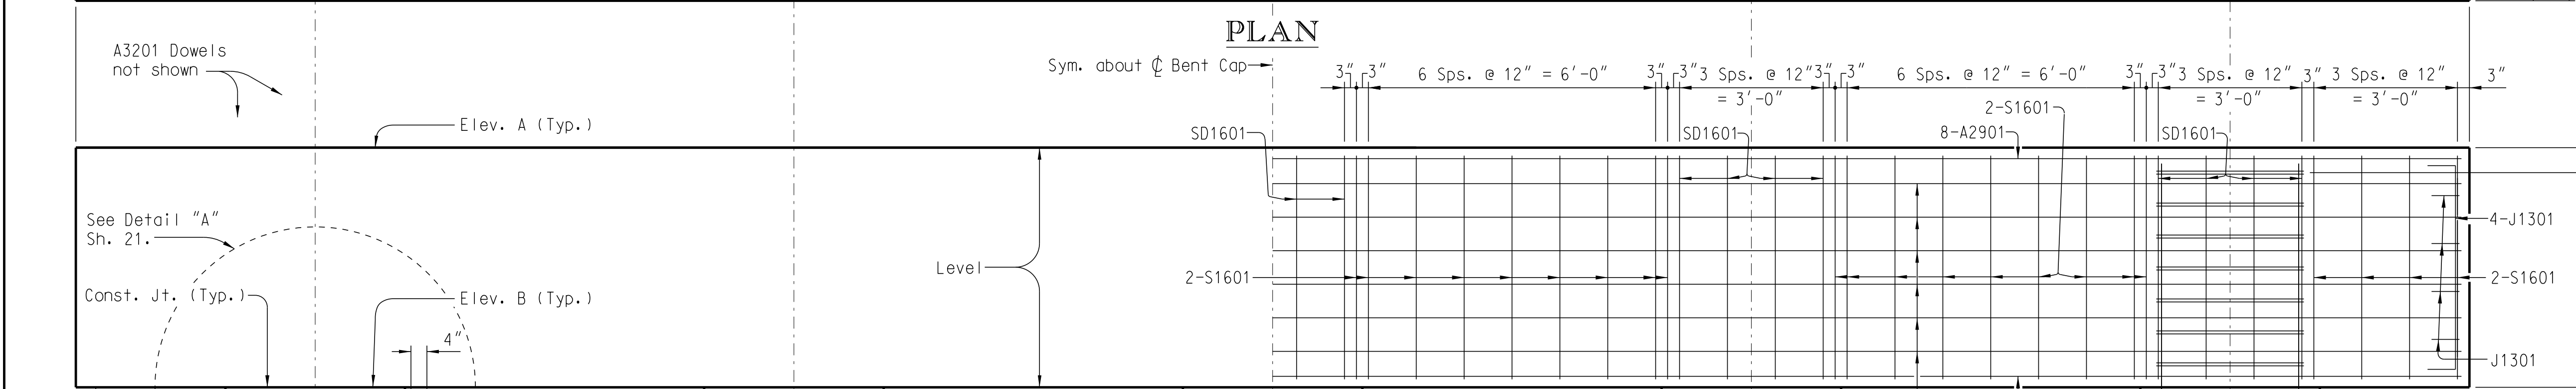 PLAN
A3201 Dowels
not shown
Sym. about ℄ Bent Cap
3" 3" 6 Sps. @ 12" = 6'-0" 3" 3" 3 Sps. @ 12" 3" 3" 6 Sps. @ 12" = 6'-0" 3" 3" 3 Sps. @ 12" 3" 3 Sps. @ 12" 3"
= 3'-0" = 3'-0" = 3'-0"
2-S1601
Elev. A (Typ.)
SD1601 SD1601 8-A2901 SD1601
See Detail "A"
Sh. 21.
4-J1301
Level
2-S1601 2-S1601
Const. Jt. (Typ.) Elev. B (Typ.)
4"
J1301